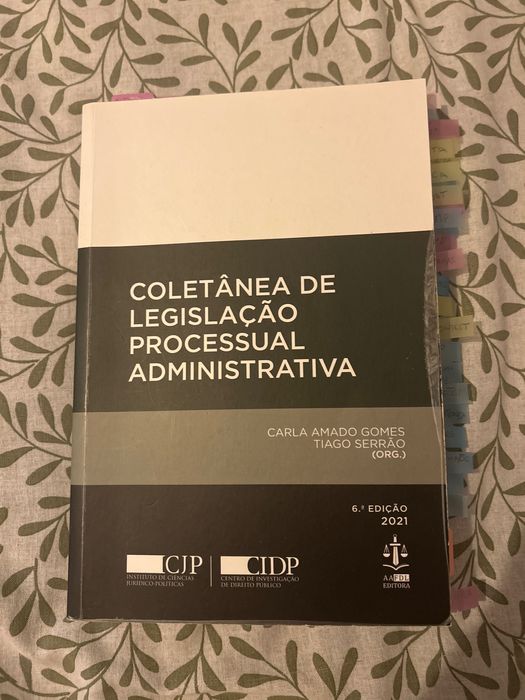 COLETÂNEA DE
LEGISLAÇÃO
PROCESSUAL
ADMINISTRATIVA
CARLA AMADO GOMES
TIAGO SERRÃO
(ORG.)
6.ª EDIÇÃO
2021
ICJP
INSTITUTO DE CIÊNCIAS
JURÍDICO-POLÍTICAS
CIDP
CENTRO DE INVESTIGAÇÃO
DE DIREITO PÚBLICO
AAFDL
EDITORA